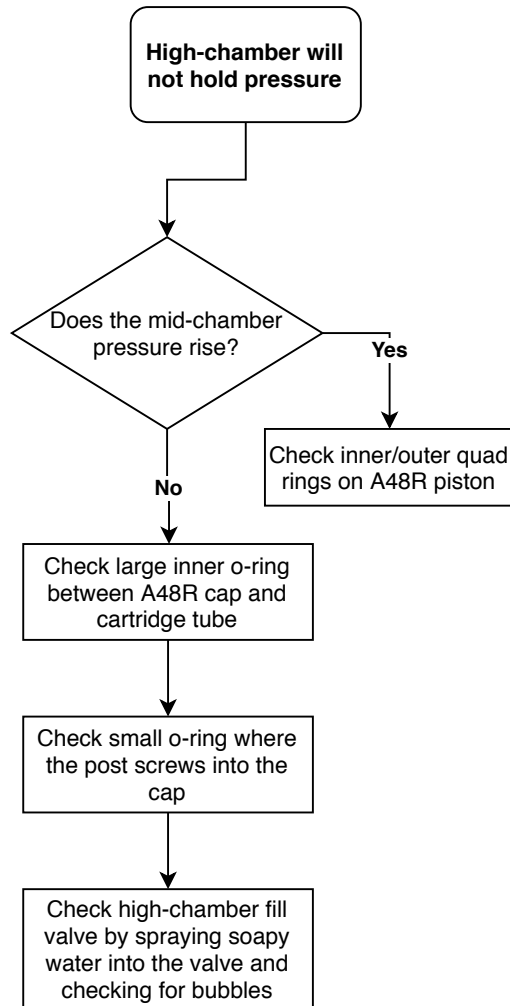 High-chamber will
not hold pressure
Does the mid-chamber
pressure rise?
Yes
Check inner/outer quad
rings on A48R piston
No
Check large inner o-ring
between A48R cap and
cartridge tube
Check small o-ring where
the post screws into the
cap
Check high-chamber fill
valve by spraying soapy
water into the valve and
checking for bubbles